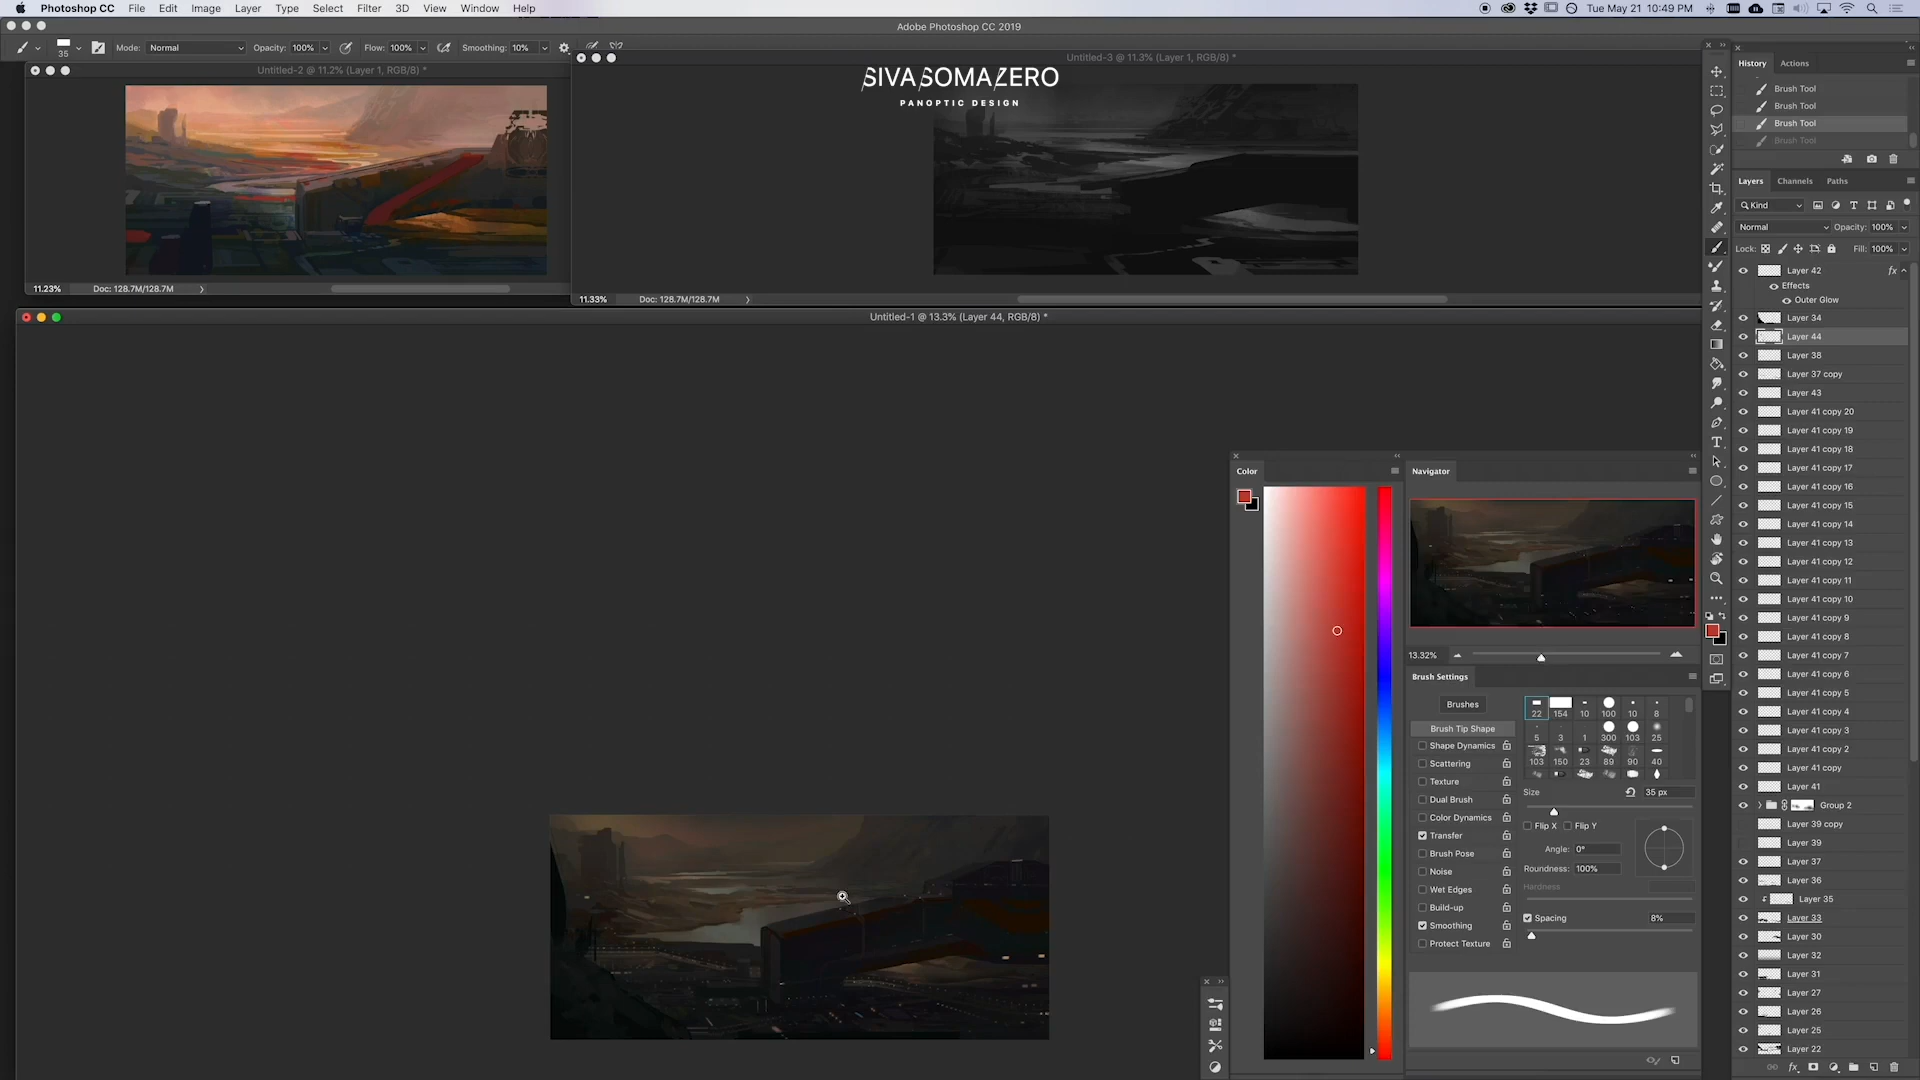 Photoshop CC File Edit Image Layer Type Select Filter 3D View Window Help
Tue May 21 10:49 PM
Adobe Photoshop CC 2019
35 Mode: Normal Opacity: 100% Flow: 100% Smoothing: 10%
Untitled-2 @ 11.2% (Layer 1, RGB/8) *
Untitled-3 @ 11.3% (Layer 1, RGB/8) *
SIVA SOMAZERO
PANOPTIC DESIGN
11.23% Doc: 128.7M/128.7M
11.33% Doc: 128.7M/128.7M
Untitled-1 @ 13.3% (Layer 44, RGB/8) *
Color
Navigator
13.32%
Brush Settings
Brushes
Brush Tip Shape
Shape Dynamics
Scattering
Texture
Dual Brush
Color Dynamics
Transfer
Brush Pose
Noise
Wet Edges
Build-up
Smoothing
Protect Texture
22 154 10 100 10 8
5 3 1 300 103 25
103 150 23 89 90 40
Size 35 px
Flip X Flip Y
Angle: 0°
Roundness: 100%
Hardness
Spacing 8%
History Actions
Brush Tool
Brush Tool
Brush Tool
Brush Tool
Layers Channels Paths
Kind
Normal Opacity: 100%
Lock: Fill: 100%
Layer 42 fx
Effects
Outer Glow
Layer 34
Layer 44
Layer 38
Layer 37 copy
Layer 43
Layer 41 copy 20
Layer 41 copy 19
Layer 41 copy 18
Layer 41 copy 17
Layer 41 copy 16
Layer 41 copy 15
Layer 41 copy 14
Layer 41 copy 13
Layer 41 copy 12
Layer 41 copy 11
Layer 41 copy 10
Layer 41 copy 9
Layer 41 copy 8
Layer 41 copy 7
Layer 41 copy 6
Layer 41 copy 5
Layer 41 copy 4
Layer 41 copy 3
Layer 41 copy 2
Layer 41 copy
Layer 41
Group 2
Layer 39 copy
Layer 39
Layer 37
Layer 36
Layer 35
Layer 33
Layer 30
Layer 32
Layer 31
Layer 27
Layer 26
Layer 25
Layer 22
fx